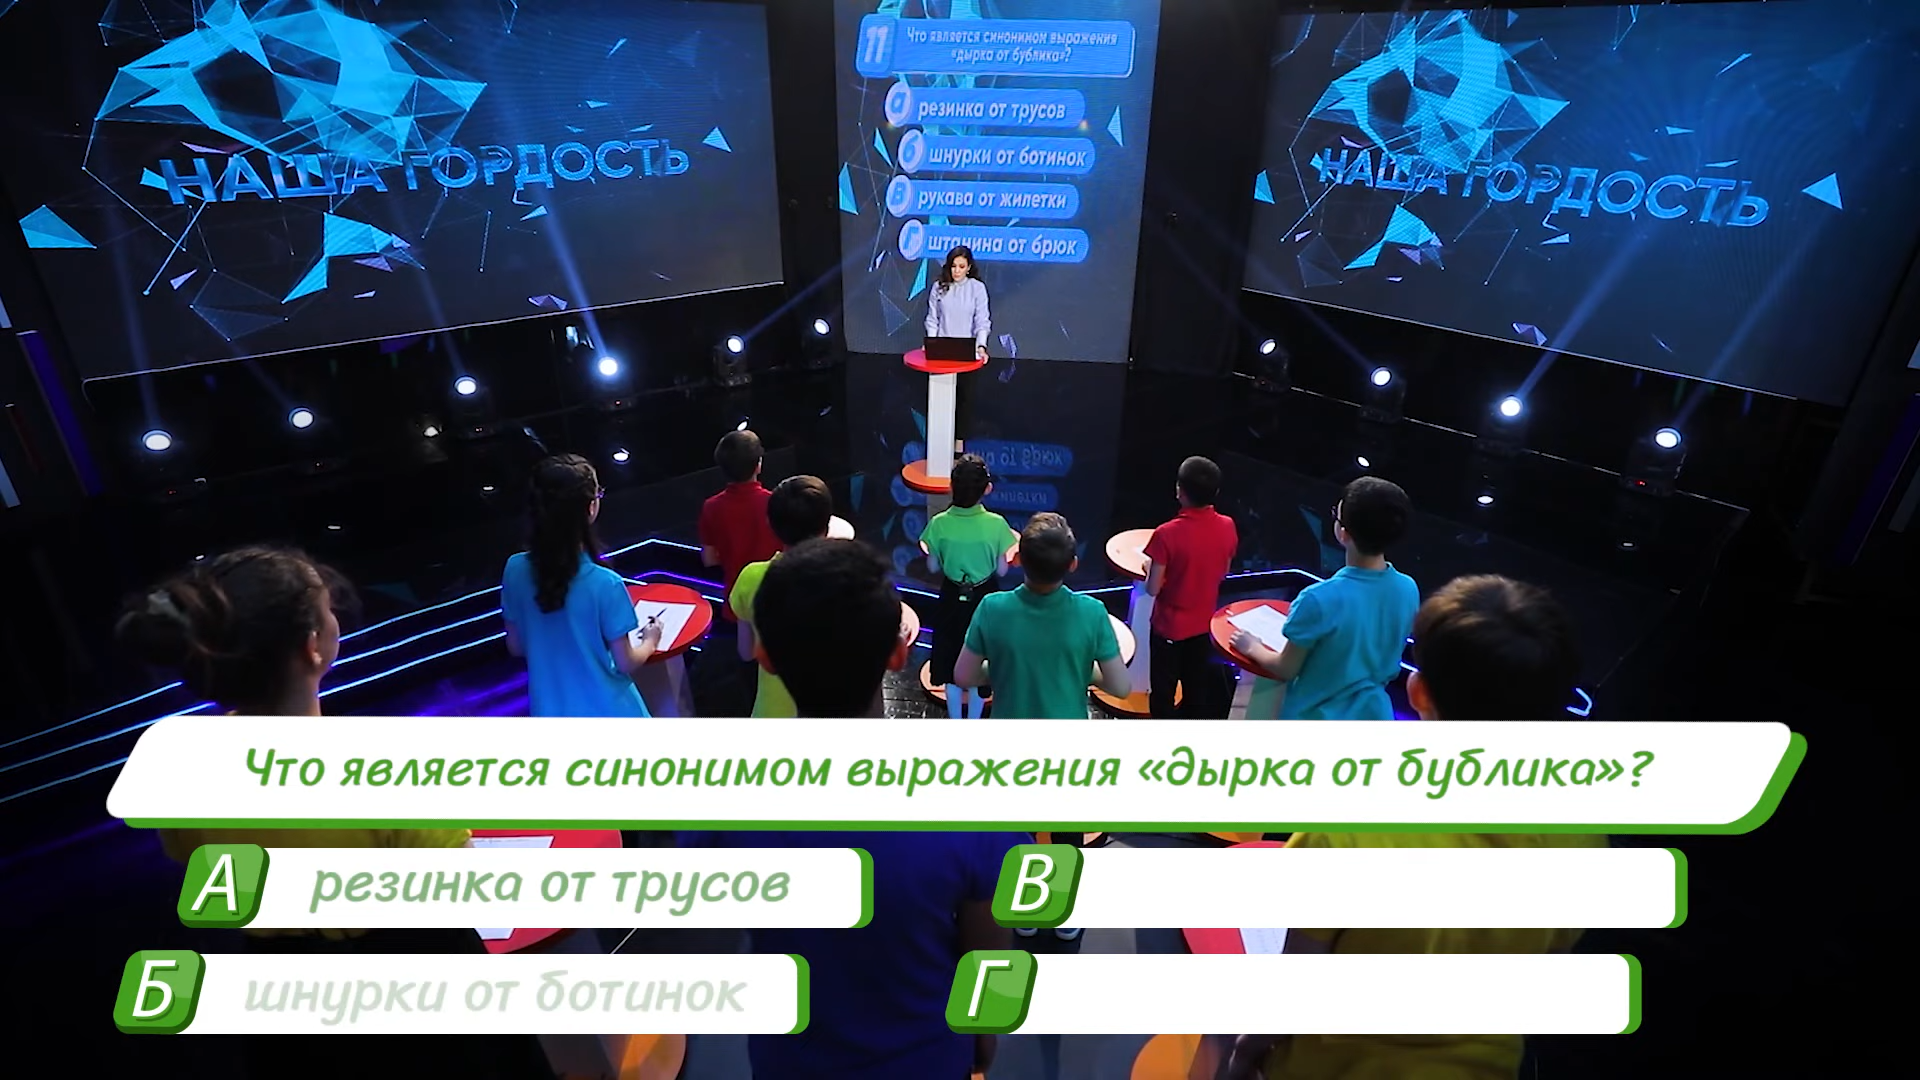 НАША ГОРДОСТЬ
11
Что является синонином выражения
«дырка от бублика»?
а резинка от трусов
б шнурки от ботинок
в рукава от жилетки
г штанина от брюк
НАША ГОРДОСТЬ
Что является синонимом выражения «дырка от бублика»?
А резинка от трусов
В
Б шнурки от ботинок
Г